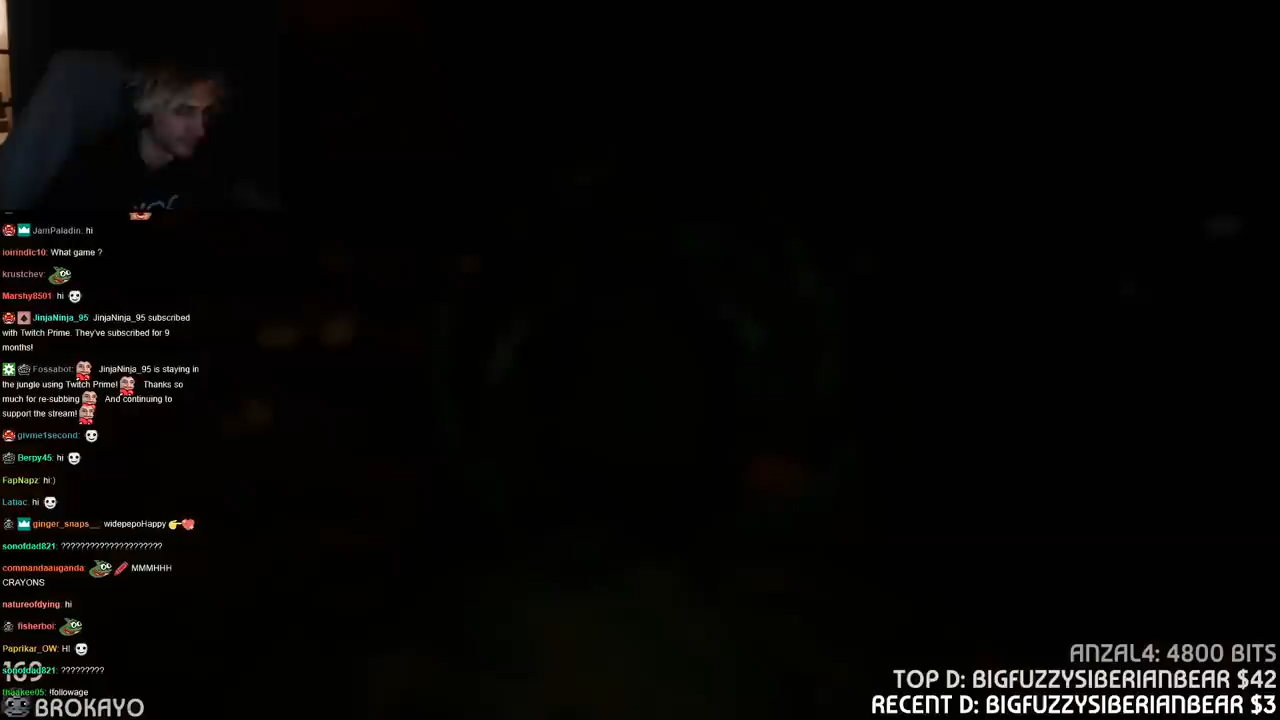 JamPaladin: hi
ioirindlc10: What game ?
krustchev:
Marshy8501 hi
JinjaNinja_95 JinjaNinja_95 subscribed
with Twitch Prime. They've subscribed for 9
months!
Fossabot: JinjaNinja_95 is staying in
the jungle using Twitch Prime! Thanks so
much for re-subbing And continuing to
support the stream!
givme1second:
Berpy45: hi
FapNapz: hi:)
Latiac: hi
ginger_snaps__ widepepoHappy
sonofdad821: ?????????????????????
commandaauganda: MMMHHH
CRAYONS
natureofdying: hi
fisherboi:
Paprikar_OW: HI
169
sonofdad821: ?????????
thaakee05: !followage
BROKAYO
ANZAL4: 4800 BITS
TOP D: BIGFUZZYSIBERIANBEAR $42
RECENT D: BIGFUZZYSIBERIANBEAR $3